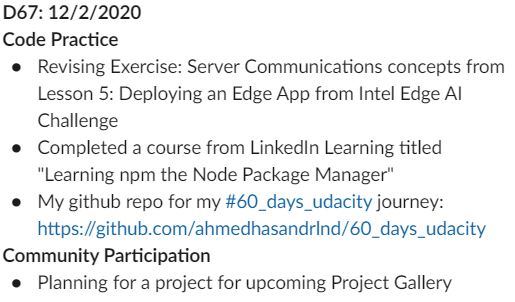 D67: 12/2/2020
Code Practice
● Revising Exercise: Server Communications concepts from
Lesson 5: Deploying an Edge App from Intel Edge AI
Challenge
● Completed a course from LinkedIn Learning titled
"Learning npm the Node Package Manager"
● My github repo for my #60_days_udacity journey:
https://github.com/ahmedhasandrlnd/60_days_udacity
Community Participation
● Planning for a project for upcoming Project Gallery